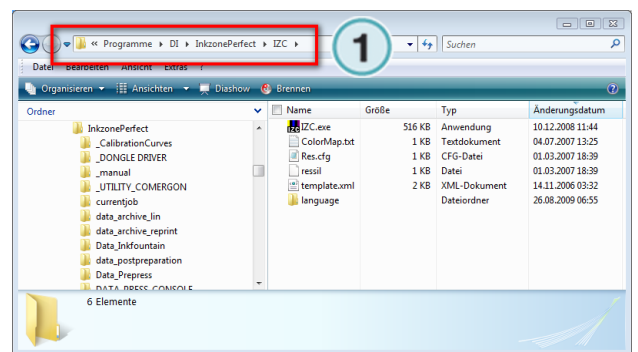 « Programme ▸ DI ▸ InkzonePerfect ▸ IZC ▸
1
Suchen
Datei Bearbeiten Ansicht Extras ?
Organisieren Ansichten Diashow Brennen
Ordner
Name Größe Typ Änderungsdatum
InkzonePerfect
_CalibrationCurves
_DONGLE DRIVER
_manual
_UTILITY_COMERGON
currentjob
data_archive_lin
data_archive_reprint
Data_Inkfountain
data_postpreparation
Data_Prepress
DATA_PRESS_CONSOLE
IZC.exe 516 KB Anwendung 10.12.2008 11:44
ColorMap.txt 1 KB Textdokument 04.07.2007 13:25
Res.cfg 1 KB CFG-Datei 01.03.2007 18:39
ressil 1 KB Datei 01.03.2007 18:39
template.xml 2 KB XML-Dokument 14.11.2006 03:32
language Dateiordner 26.08.2009 06:55
6 Elemente